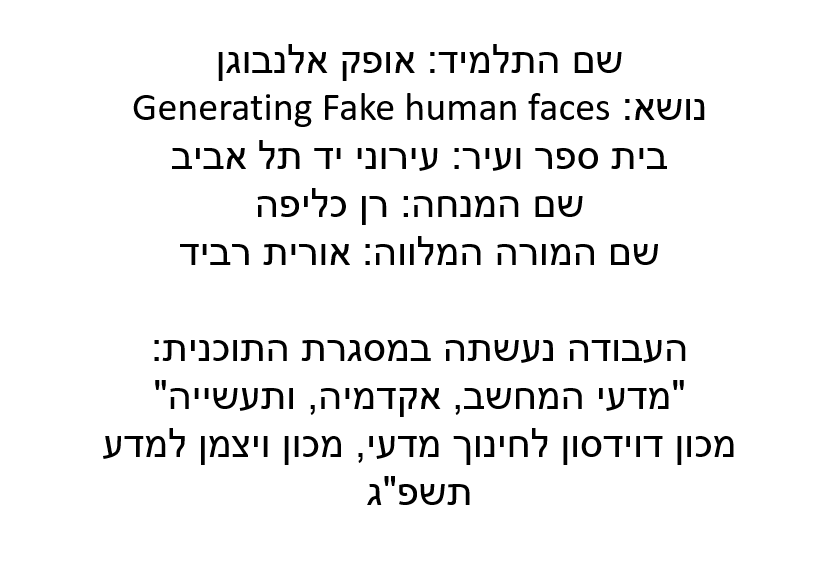 שם התלמיד: אופק אלנבוגן
נושא: Generating Fake human faces
בית ספר ועיר: עירוני יד תל אביב
שם המנחה: רן כליפה
שם המורה המלווה: אורית רביד
העבודה נעשתה במסגרת התוכנית:
"מדעי המחשב, אקדמיה, ותעשייה"
מכון דוידסון לחינוך מדעי, מכון ויצמן למדע
תשפ"ג